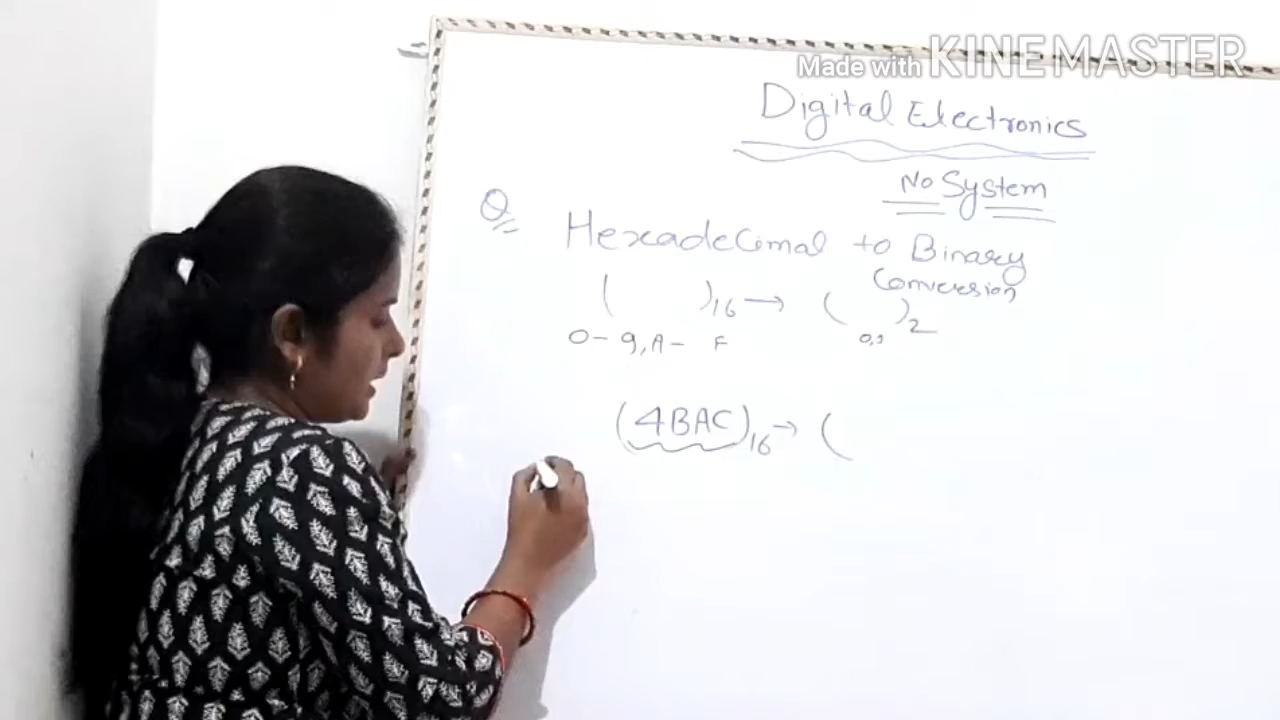 Made with KINEMASTER
Digital Electronics
No System
Q Hexadecimal to Binary
Conversion
( )16 → ( )2
0-9, A- F 0,1
(4BAC)16 → (